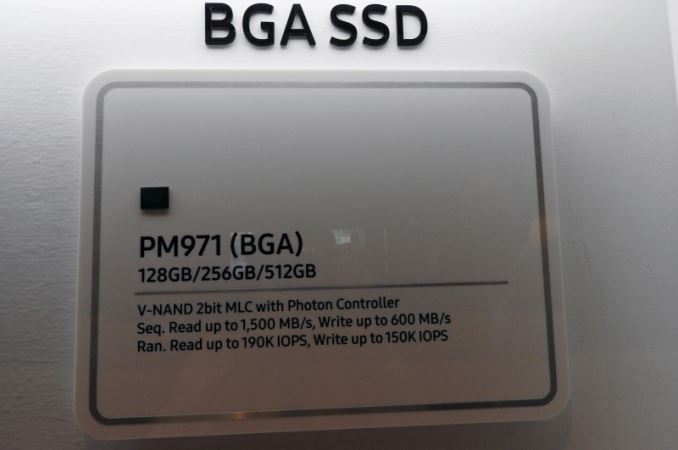 BGA SSD
PM971 (BGA)
128GB/256GB/512GB
V-NAND 2bit MLC with Photon Controller
Seq. Read up to 1,500 MB/s, Write up to 600 MB/s
Ran. Read up to 190K IOPS, Write up to 150K IOPS